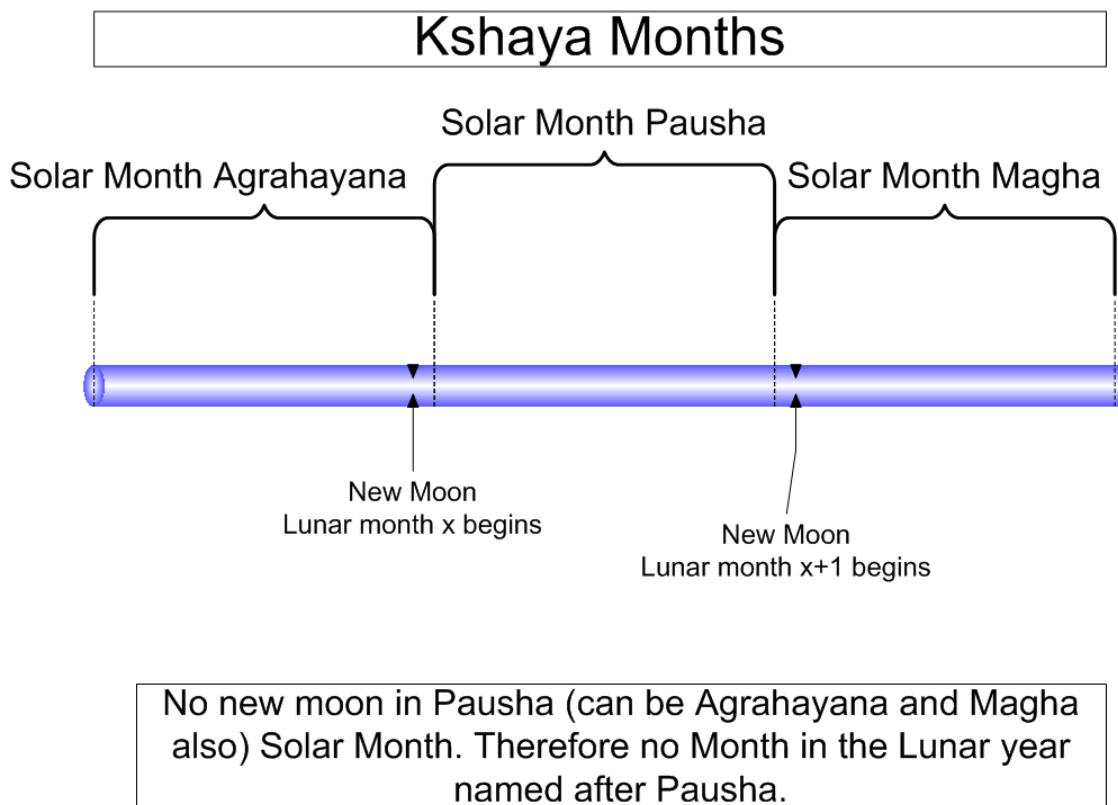 Kshaya Months
Solar Month Pausha
Solar Month Agrahayana
Solar Month Magha
New Moon
Lunar month x begins
New Moon
Lunar month x+1 begins
No new moon in Pausha (can be Agrahayana and Magha
also) Solar Month. Therefore no Month in the Lunar year
named after Pausha.